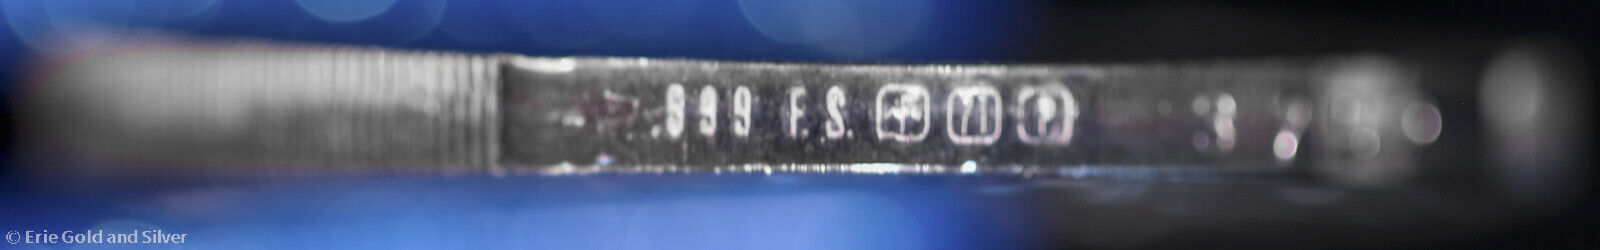 .999 F.S.
© Erie Gold and Silver